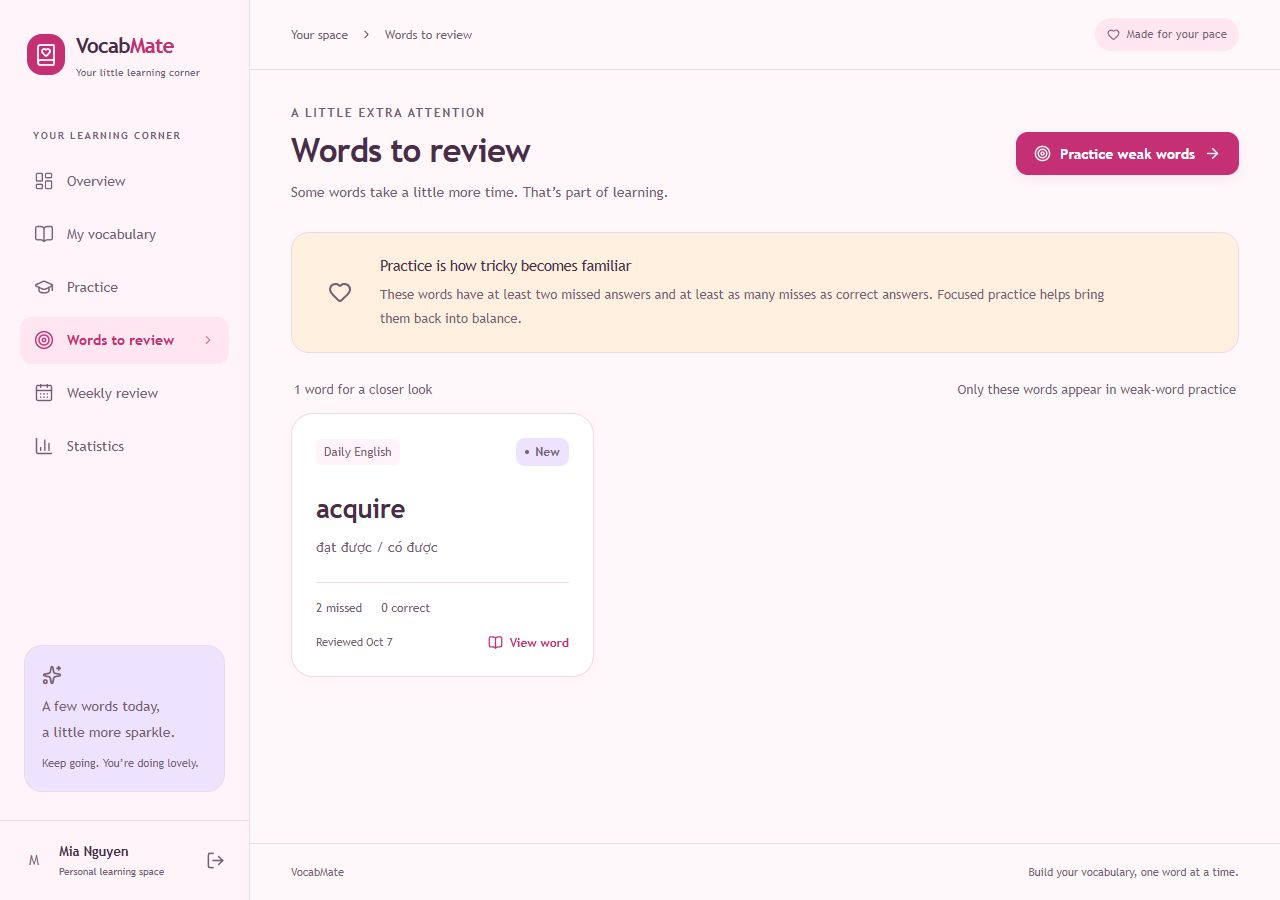 VocabMate
Your little learning corner
YOUR LEARNING CORNER
Overview
My vocabulary
Practice
Words to review
Weekly review
Statistics
A few words today,
a little more sparkle.
Keep going. You're doing lovely.
M
Mia Nguyen
Personal learning space
Your space
Words to review
Made for your pace
A LITTLE EXTRA ATTENTION
Words to review
Some words take a little more time. That's part of learning.
Practice weak words
Practice is how tricky becomes familiar
These words have at least two missed answers and at least as many misses as correct answers. Focused practice helps bring
them back into balance.
1 word for a closer look
Only these words appear in weak-word practice
Daily English
• New
acquire
đạt được / có được
2 missed 0 correct
Reviewed Oct 7
View word
VocabMate
Build your vocabulary, one word at a time.